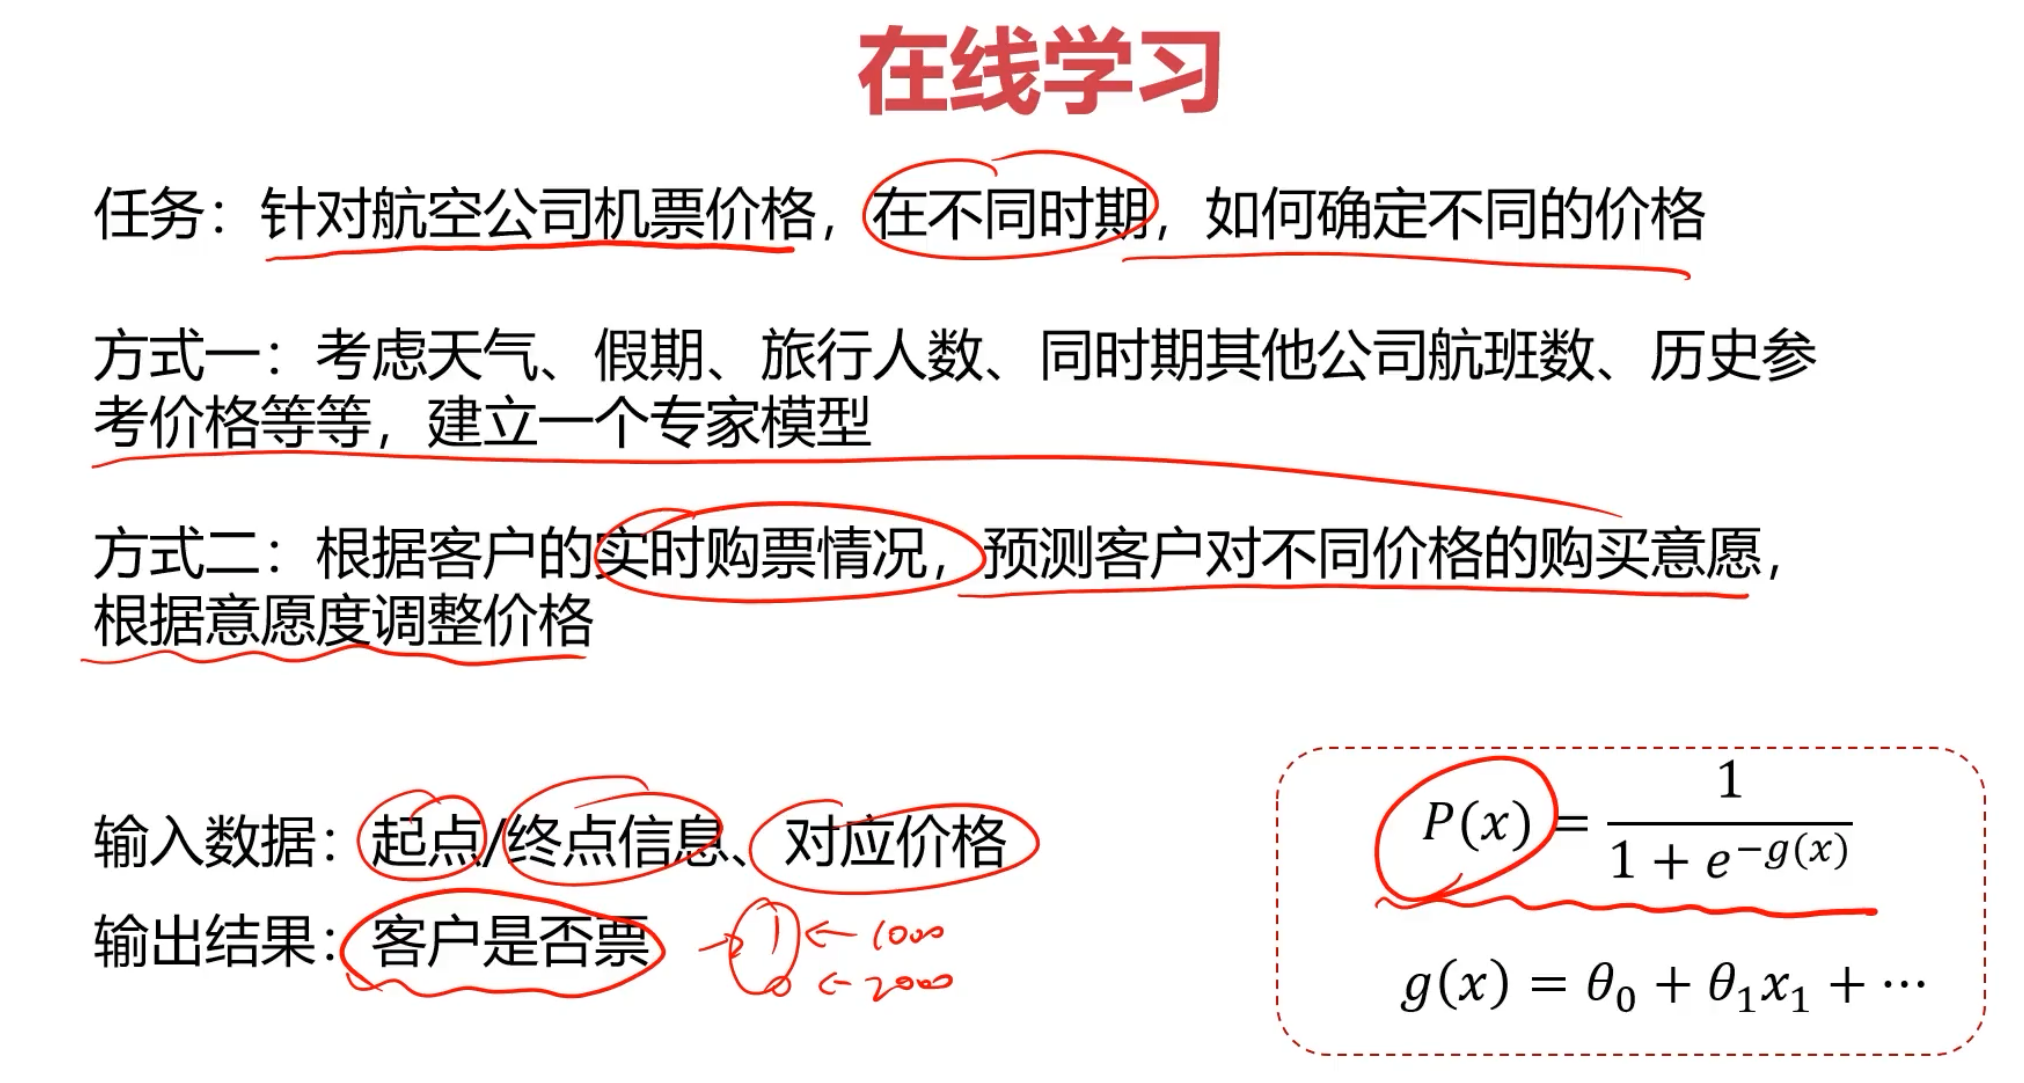 在线学习
任务：针对航空公司机票价格，在不同时期，如何确定不同的价格
方式一：考虑天气、假期、旅行人数、同时期其他公司航班数、历史参
考价格等等，建立一个专家模型
方式二：根据客户的实时购票情况，预测客户对不同价格的购买意愿，
根据意愿度调整价格
输入数据：起点/终点信息、对应价格
输出结果：客户是否票
1 ← 1000
0 ← 2000
P(x) = 1 / (1 + e^{-g(x)})
g(x) = θ₀ + θ₁x₁ + ⋯